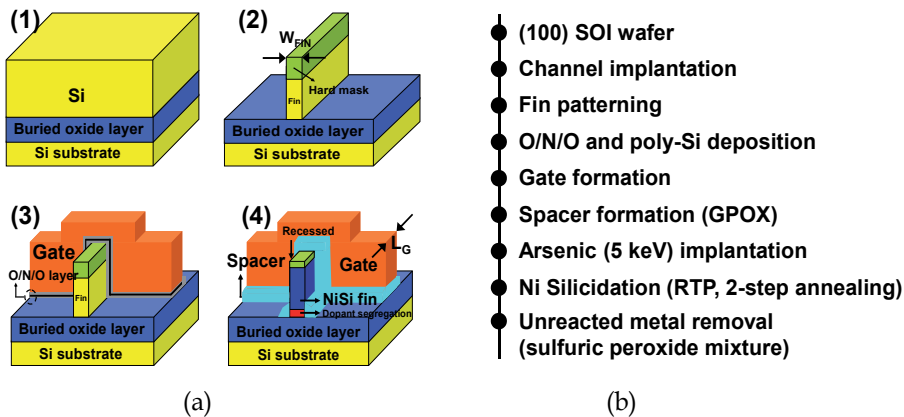 (1)
Si
Buried oxide layer
Si substrate
(2)
WFIN
Hard mask
Fin
Buried oxide layer
Si substrate
(3)
Gate
O/N/O layer
Fin
Buried oxide layer
Si substrate
(4)
Recessed
LG
Spacer
Gate
NiSi fin
Dopant segregation
Buried oxide layer
Si substrate
(a)
(100) SOI wafer
Channel implantation
Fin patterning
O/N/O and poly-Si deposition
Gate formation
Spacer formation (GPOX)
Arsenic (5 keV) implantation
Ni Silicidation (RTP, 2-step annealing)
Unreacted metal removal
(sulfuric peroxide mixture)
(b)